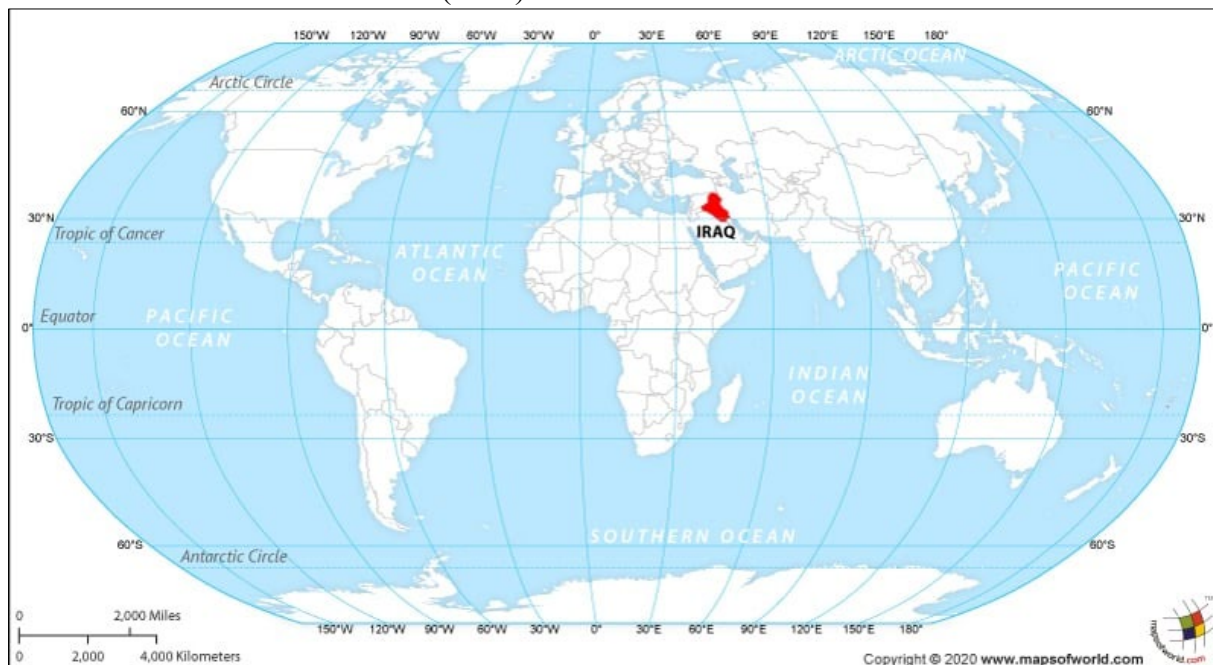 150°W 120°W 90°W 60°W 30°W 0° 30°E 60°E 90°E 120°E 150°E 180°
ARCTIC OCEAN
Arctic Circle
60°N 60°N
30°N 30°N
IRAQ
Tropic of Cancer
ATLANTIC
OCEAN
PACIFIC
OCEAN
Equator
PACIFIC
OCEAN
0° 0°
INDIAN
OCEAN
Tropic of Capricorn
30°S 30°S
SOUTHERN OCEAN
60°S 60°S
Antarctic Circle
0 2,000 Miles
0 2,000 4,000 Kilometers
150°W 120°W 90°W 60°W 30°W 0° 30°E 60°E 90°E 120°E 150°E 180°
TM
mapsofworld.com
Copyright © 2020 www.mapsofworld.com